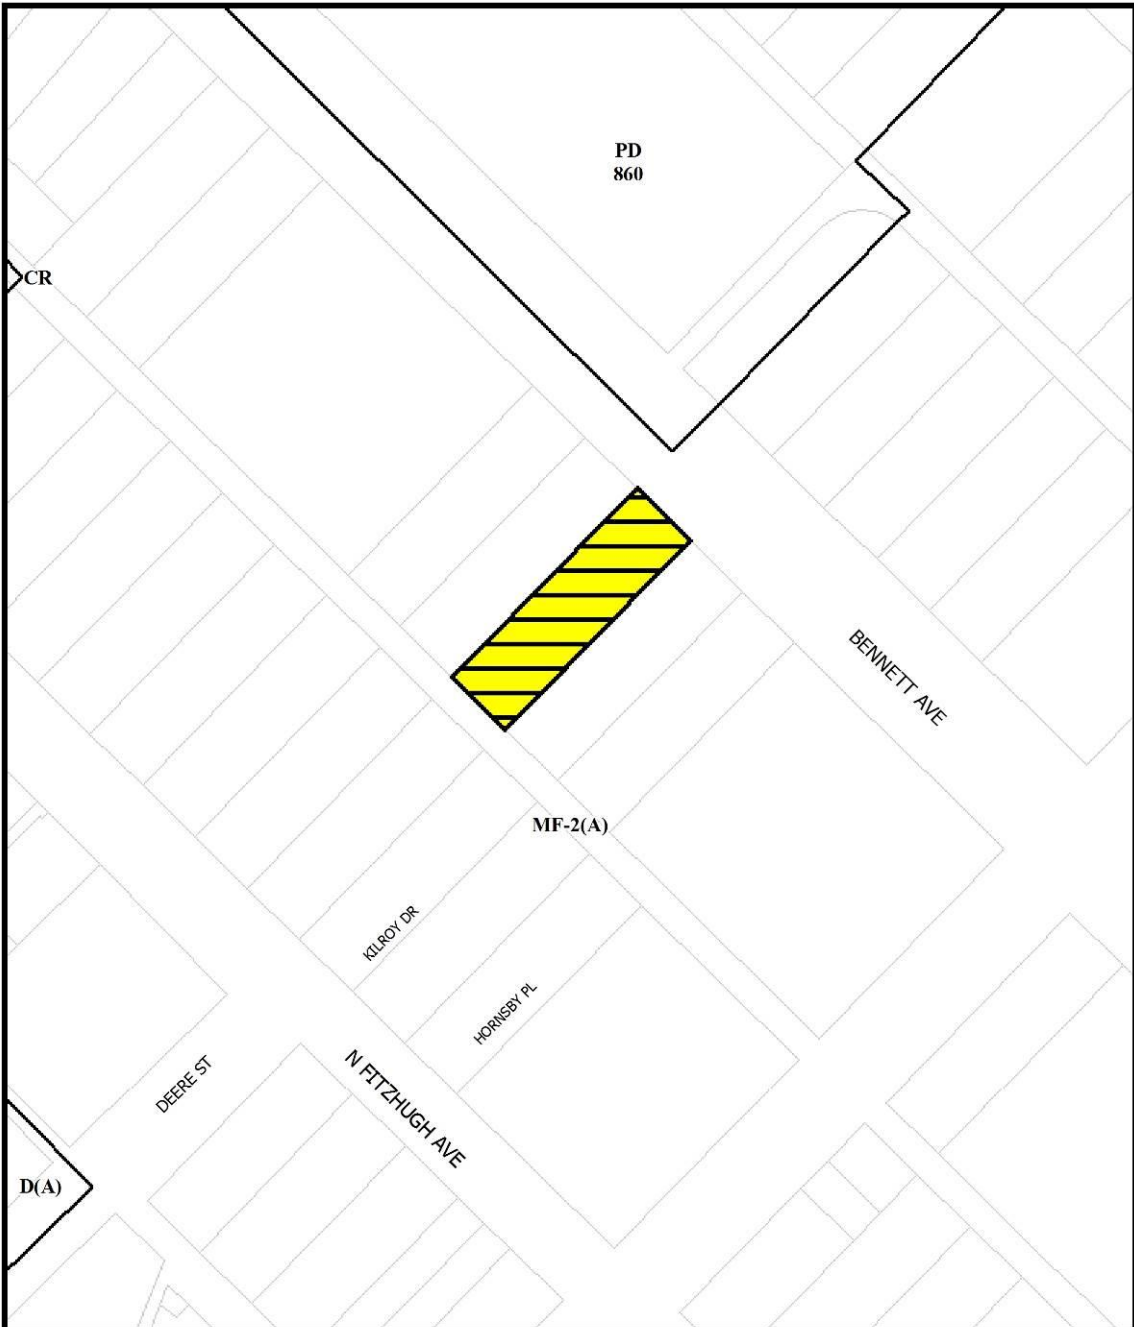 PD
860
CR
BENNETT AVE
MF-2(A)
KILROY DR
HORNSBY PL
N FITZHUGH AVE
DEERE ST
D(A)